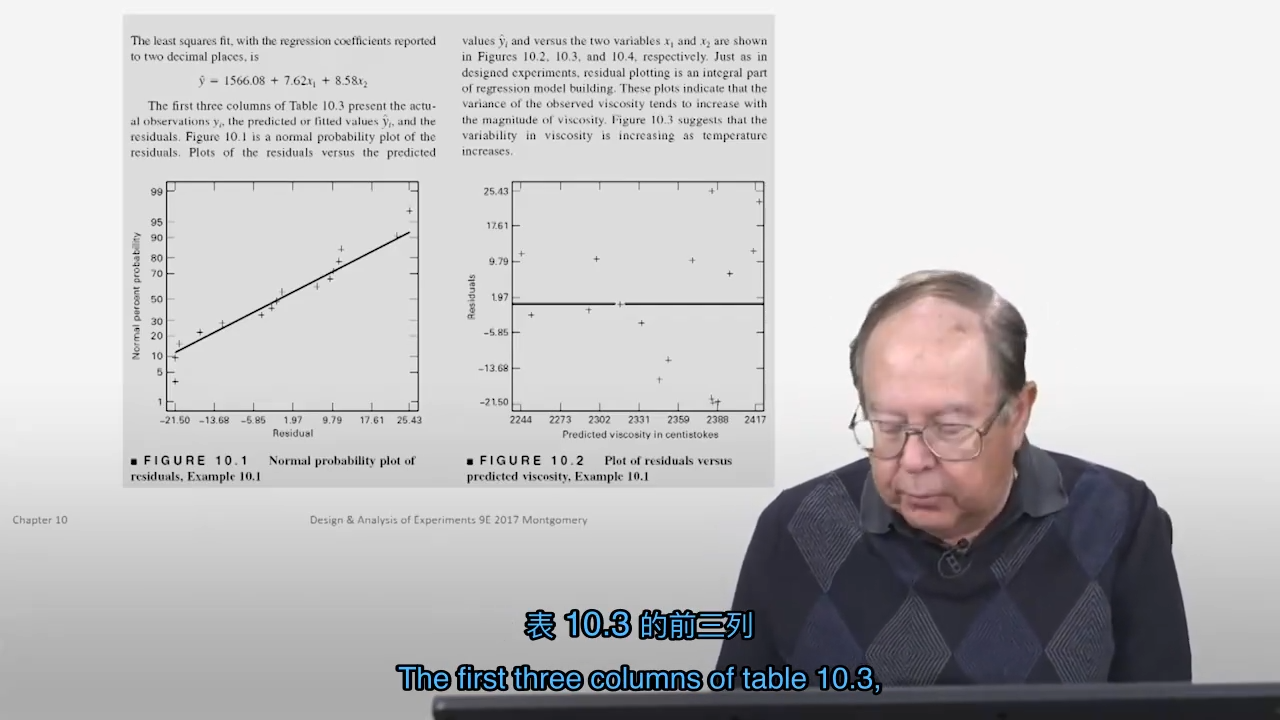 The least squares fit, with the regression coefficients reported
to two decimal places, is
ŷ = 1566.08 + 7.62x₁ + 8.58x₂
The first three columns of Table 10.3 present the actu-
al observations yᵢ, the predicted or fitted values ŷᵢ, and the
residuals. Figure 10.1 is a normal probability plot of the
residuals. Plots of the residuals versus the predicted
values ŷᵢ and versus the two variables x₁ and x₂ are shown
in Figures 10.2, 10.3, and 10.4, respectively. Just as in
designed experiments, residual plotting is an integral part
of regression model building. These plots indicate that the
variance of the observed viscosity tends to increase with
the magnitude of viscosity. Figure 10.3 suggests that the
variability in viscosity is increasing as temperature
increases.
Normal percent probability
99
95
90
80
70
50
30
20
10
5
1
-21.50 -13.68 -5.85 1.97 9.79 17.61 25.43
Residual
■ FIGURE 10.1 Normal probability plot of
residuals, Example 10.1
Residuals
25.43
17.61
9.79
1.97
-5.85
-13.68
-21.50
2244 2273 2302 2331 2359 2388 2417
Predicted viscosity in centistokes
■ FIGURE 10.2 Plot of residuals versus
predicted viscosity, Example 10.1
Chapter 10
Design & Analysis of Experiments 9E 2017 Montgomery
表 10.3 的前三列
The first three columns of table 10.3,